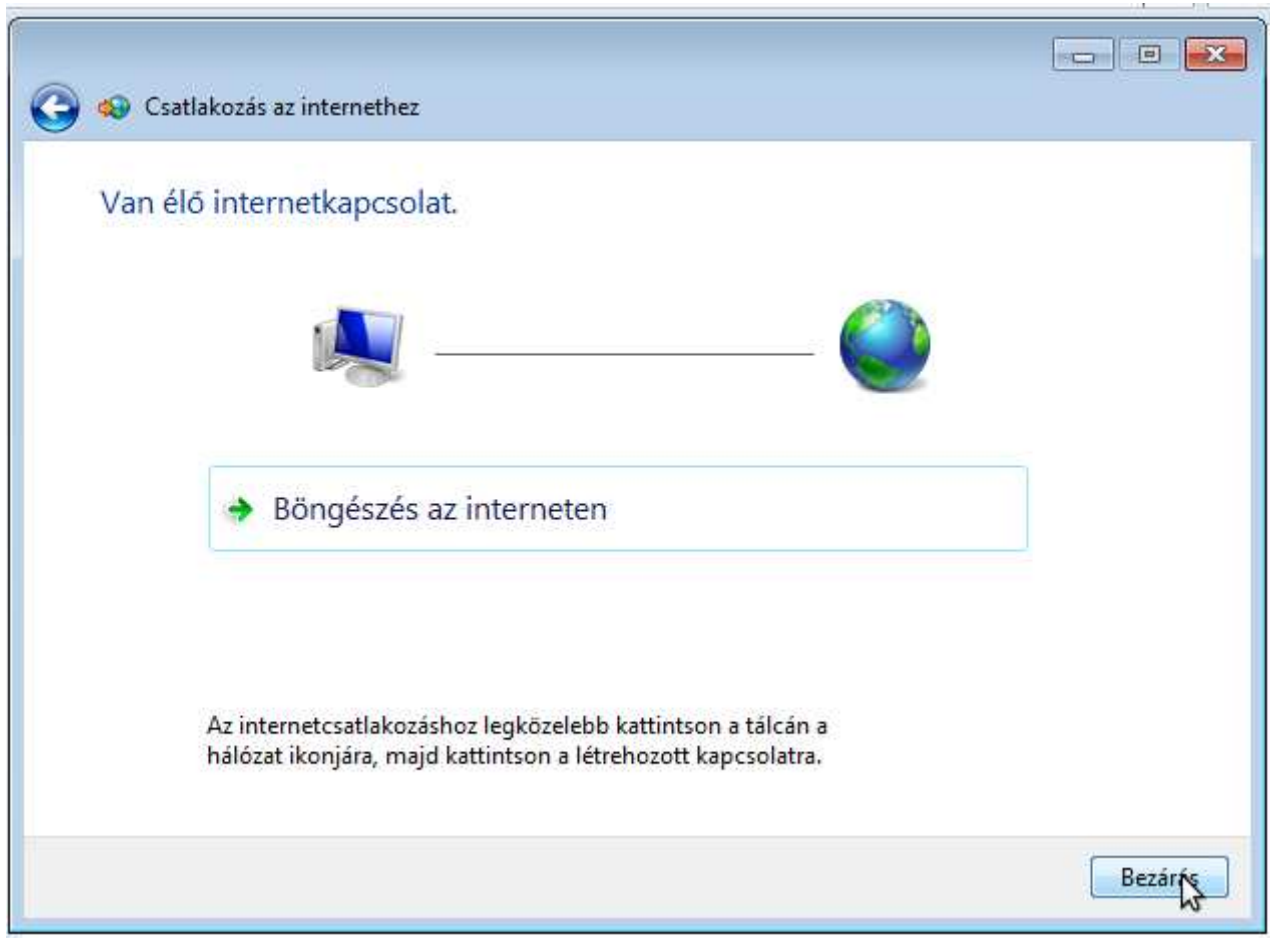 Csatlakozás az internethez
Van élő internetkapcsolat.
Böngészés az interneten
Az internetcsatlakozáshoz legközelebb kattintson a tálcán a
hálózat ikonjára, majd kattintson a létrehozott kapcsolatra.
Bezárás